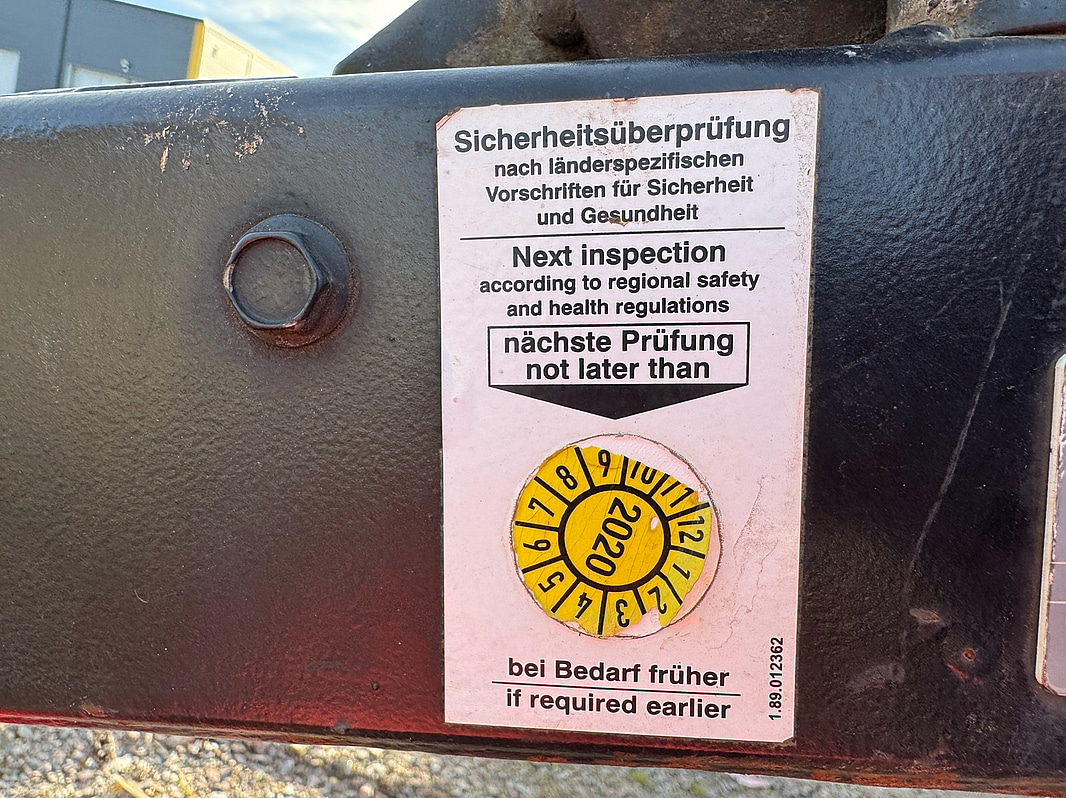 Sicherheitsüberprüfung
nach länderspezifischen
Vorschriften für Sicherheit
und Gesundheit
Next inspection
according to regional safety
and health regulations
nächste Prüfung
not later than
9 10 11 12 1 2 3 4 5 6 7 8
2020
bei Bedarf früher
if required earlier
1.89.012362